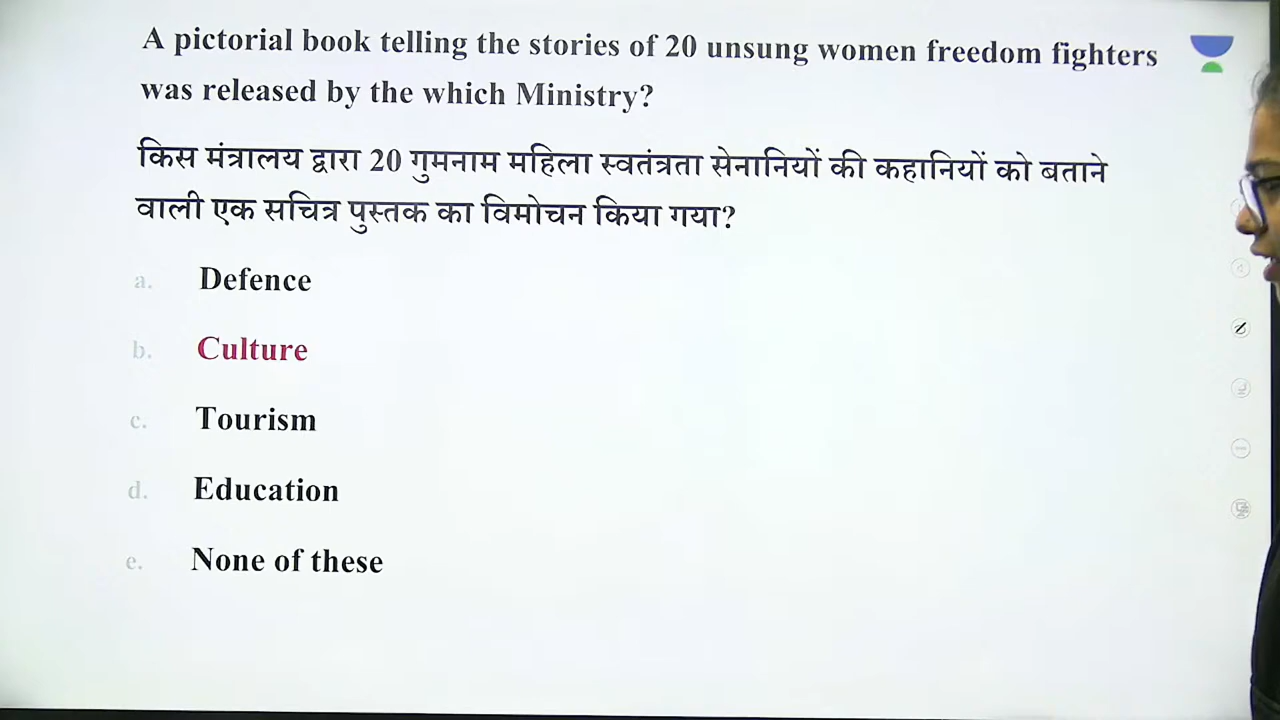 A pictorial book telling the stories of 20 unsung women freedom fighters
was released by the which Ministry?
किस मंत्रालय द्वारा 20 गुमनाम महिला स्वतंत्रता सेनानियों की कहानियों को बताने
वाली एक सचित्र पुस्तक का विमोचन किया गया?
a. Defence
b. Culture
c. Tourism
d. Education
e. None of these